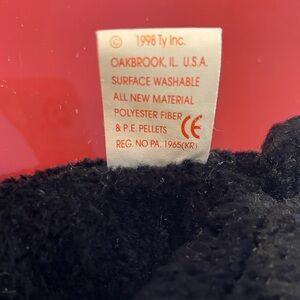 © 1998 Ty Inc.
OAKBROOK, IL. U.S.A.
SURFACE WASHABLE
ALL NEW MATERIAL
POLYESTER FIBER
& P.E. PELLETS CE
REG. NO PA. 1965(KR)